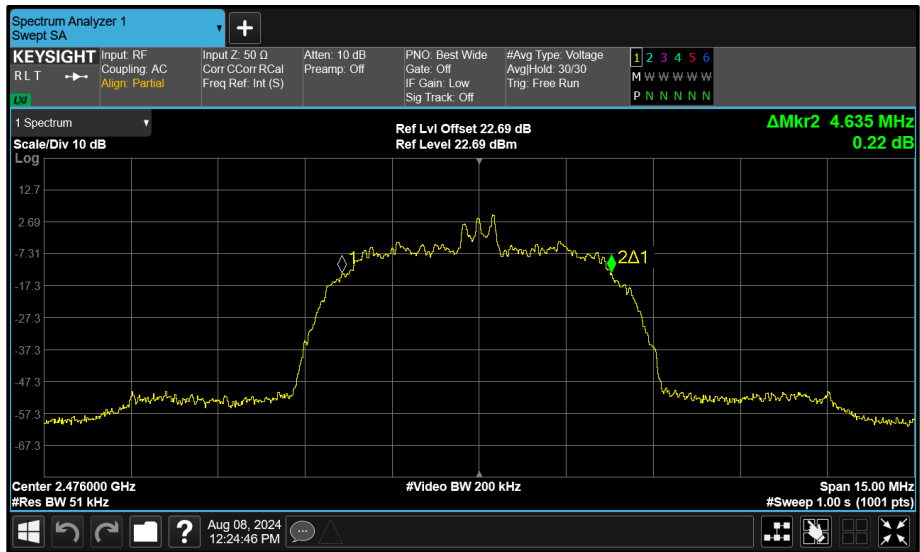 Spectrum Analyzer 1
Swept SA
+
KEYSIGHT
RLT
LXI
Input: RF
Coupling: AC
Align: Partial
Input Z: 50 Ω
Corr CCorr RCal
Freq Ref: Int (S)
Atten: 10 dB
Preamp: Off
PNO: Best Wide
Gate: Off
IF Gain: Low
Sig Track: Off
#Avg Type: Voltage
Avg|Hold: 30/30
Trig: Free Run
1 2 3 4 5 6
M W W W W W
P N N N N N
1 Spectrum
Scale/Div 10 dB
Ref Lvl Offset 22.69 dB
Ref Level 22.69 dBm
ΔMkr2 4.635 MHz
0.22 dB
Log
12.7
2.69
-7.31
-17.3
-27.3
-37.3
-47.3
-57.3
-67.3
1
2Δ1
Center 2.476000 GHz
#Res BW 51 kHz
#Video BW 200 kHz
Span 15.00 MHz
#Sweep 1.00 s (1001 pts)
?
Aug 08, 2024
12:24:46 PM